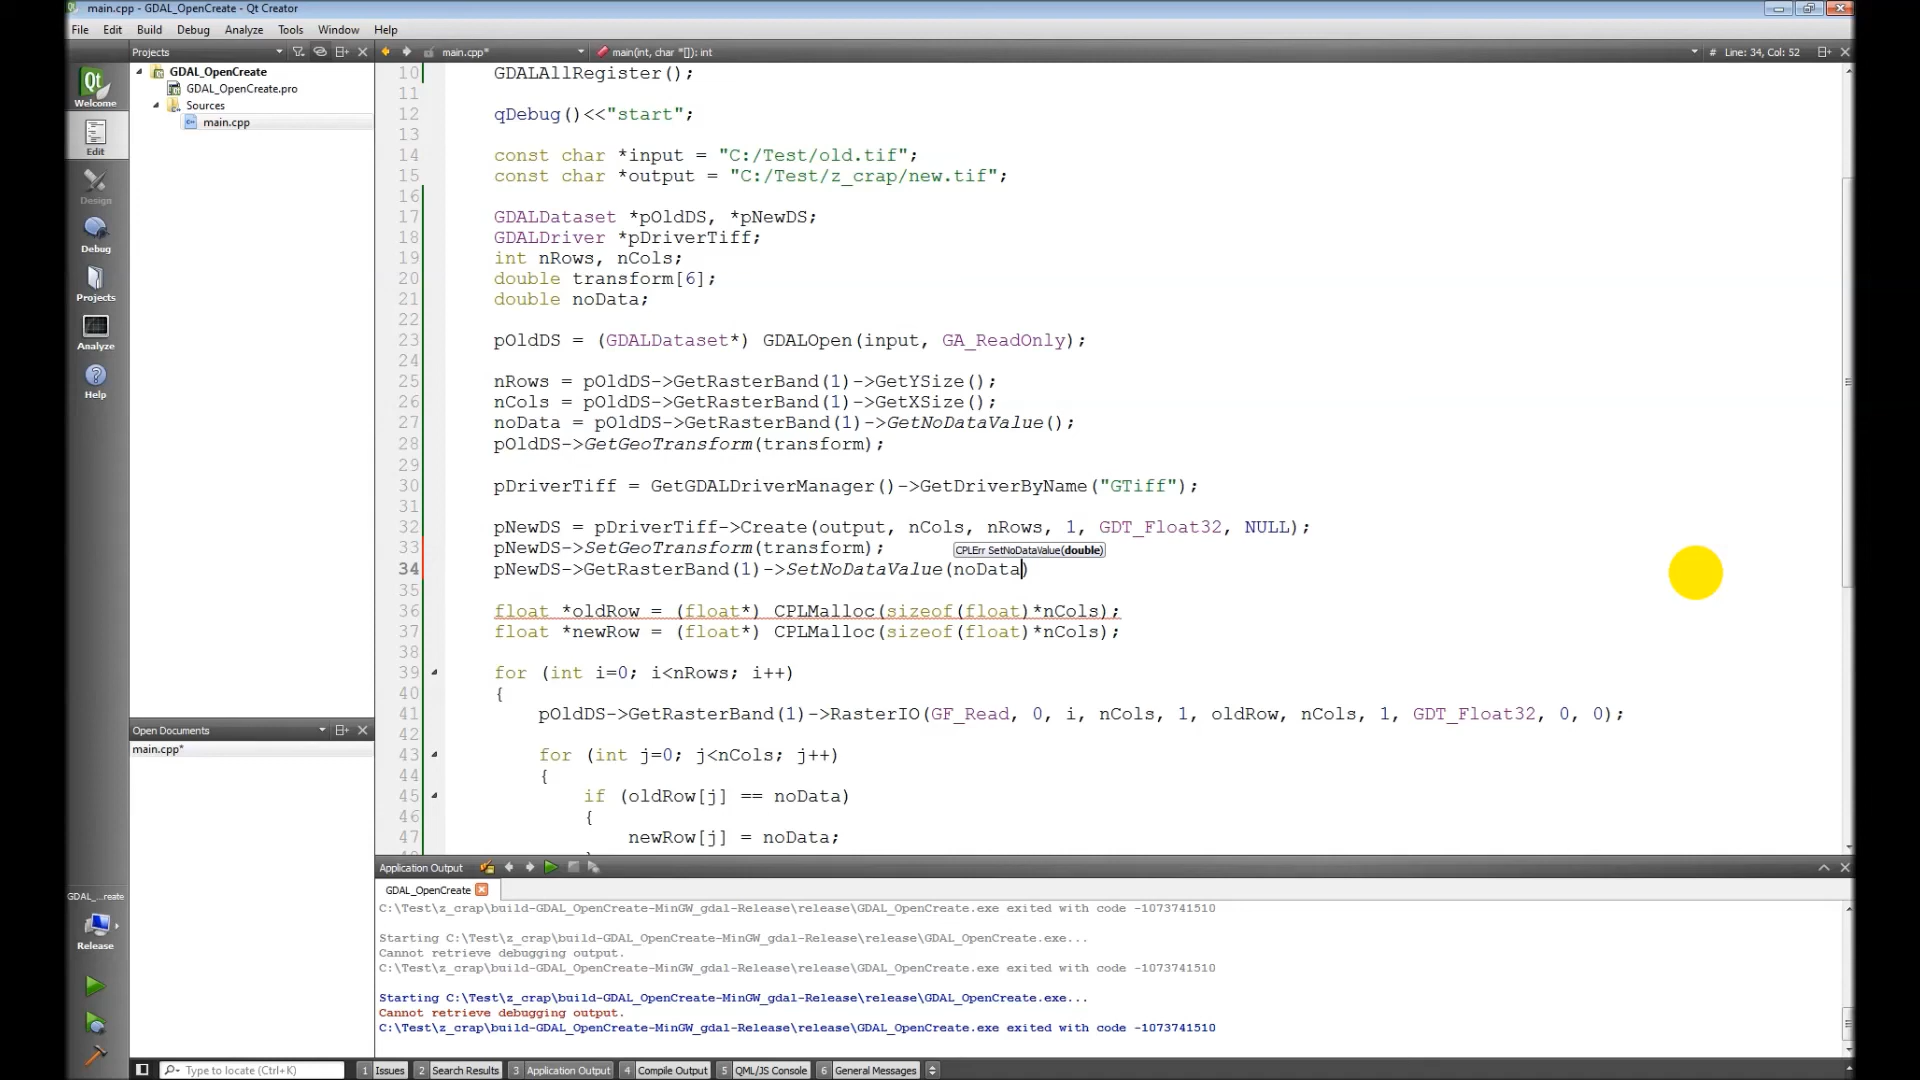 main.cpp - GDAL_OpenCreate - Qt Creator
File Edit Build Debug Analyze Tools Window Help
Projects main.cpp* main(int, char *[]): int # Line: 34, Col: 52
GDAL_OpenCreate
GDAL_OpenCreate.pro
Sources
main.cpp
Welcome
Edit
Design
Debug
Projects
Analyze
Help
10 GDALAllRegister();
11
12 qDebug()<<"start";
13
14 const char *input = "C:/Test/old.tif";
15 const char *output = "C:/Test/z_crap/new.tif";
16
17 GDALDataset *pOldDS, *pNewDS;
18 GDALDriver *pDriverTiff;
19 int nRows, nCols;
20 double transform[6];
21 double noData;
22
23 pOldDS = (GDALDataset*) GDALOpen(input, GA_ReadOnly);
24
25 nRows = pOldDS->GetRasterBand(1)->GetYSize();
26 nCols = pOldDS->GetRasterBand(1)->GetXSize();
27 noData = pOldDS->GetRasterBand(1)->GetNoDataValue();
28 pOldDS->GetGeoTransform(transform);
29
30 pDriverTiff = GetGDALDriverManager()->GetDriverByName("GTiff");
31
32 pNewDS = pDriverTiff->Create(output, nCols, nRows, 1, GDT_Float32, NULL);
33 pNewDS->SetGeoTransform(transform);
CPLErr SetNoDataValue(double)
34 pNewDS->GetRasterBand(1)->SetNoDataValue(noData)
35
36 float *oldRow = (float*) CPLMalloc(sizeof(float)*nCols);
37 float *newRow = (float*) CPLMalloc(sizeof(float)*nCols);
38
39 for (int i=0; i<nRows; i++)
40 {
41 pOldDS->GetRasterBand(1)->RasterIO(GF_Read, 0, i, nCols, 1, oldRow, nCols, 1, GDT_Float32, 0, 0);
42
43 for (int j=0; j<nCols; j++)
44 {
45 if (oldRow[j] == noData)
46 {
47 newRow[j] = noData;
Open Documents
main.cpp*
Application Output
GDAL_OpenCreate
C:\Test\z_crap\build-GDAL_OpenCreate-MinGW_gdal-Release\release\GDAL_OpenCreate.exe exited with code -1073741510
Starting C:\Test\z_crap\build-GDAL_OpenCreate-MinGW_gdal-Release\release\GDAL_OpenCreate.exe...
Cannot retrieve debugging output.
C:\Test\z_crap\build-GDAL_OpenCreate-MinGW_gdal-Release\release\GDAL_OpenCreate.exe exited with code -1073741510
Starting C:\Test\z_crap\build-GDAL_OpenCreate-MinGW_gdal-Release\release\GDAL_OpenCreate.exe...
Cannot retrieve debugging output.
C:\Test\z_crap\build-GDAL_OpenCreate-MinGW_gdal-Release\release\GDAL_OpenCreate.exe exited with code -1073741510
GDAL_...reate
Release
Type to locate (Ctrl+K) 1 Issues 2 Search Results 3 Application Output 4 Compile Output 5 QML/JS Console 6 General Messages